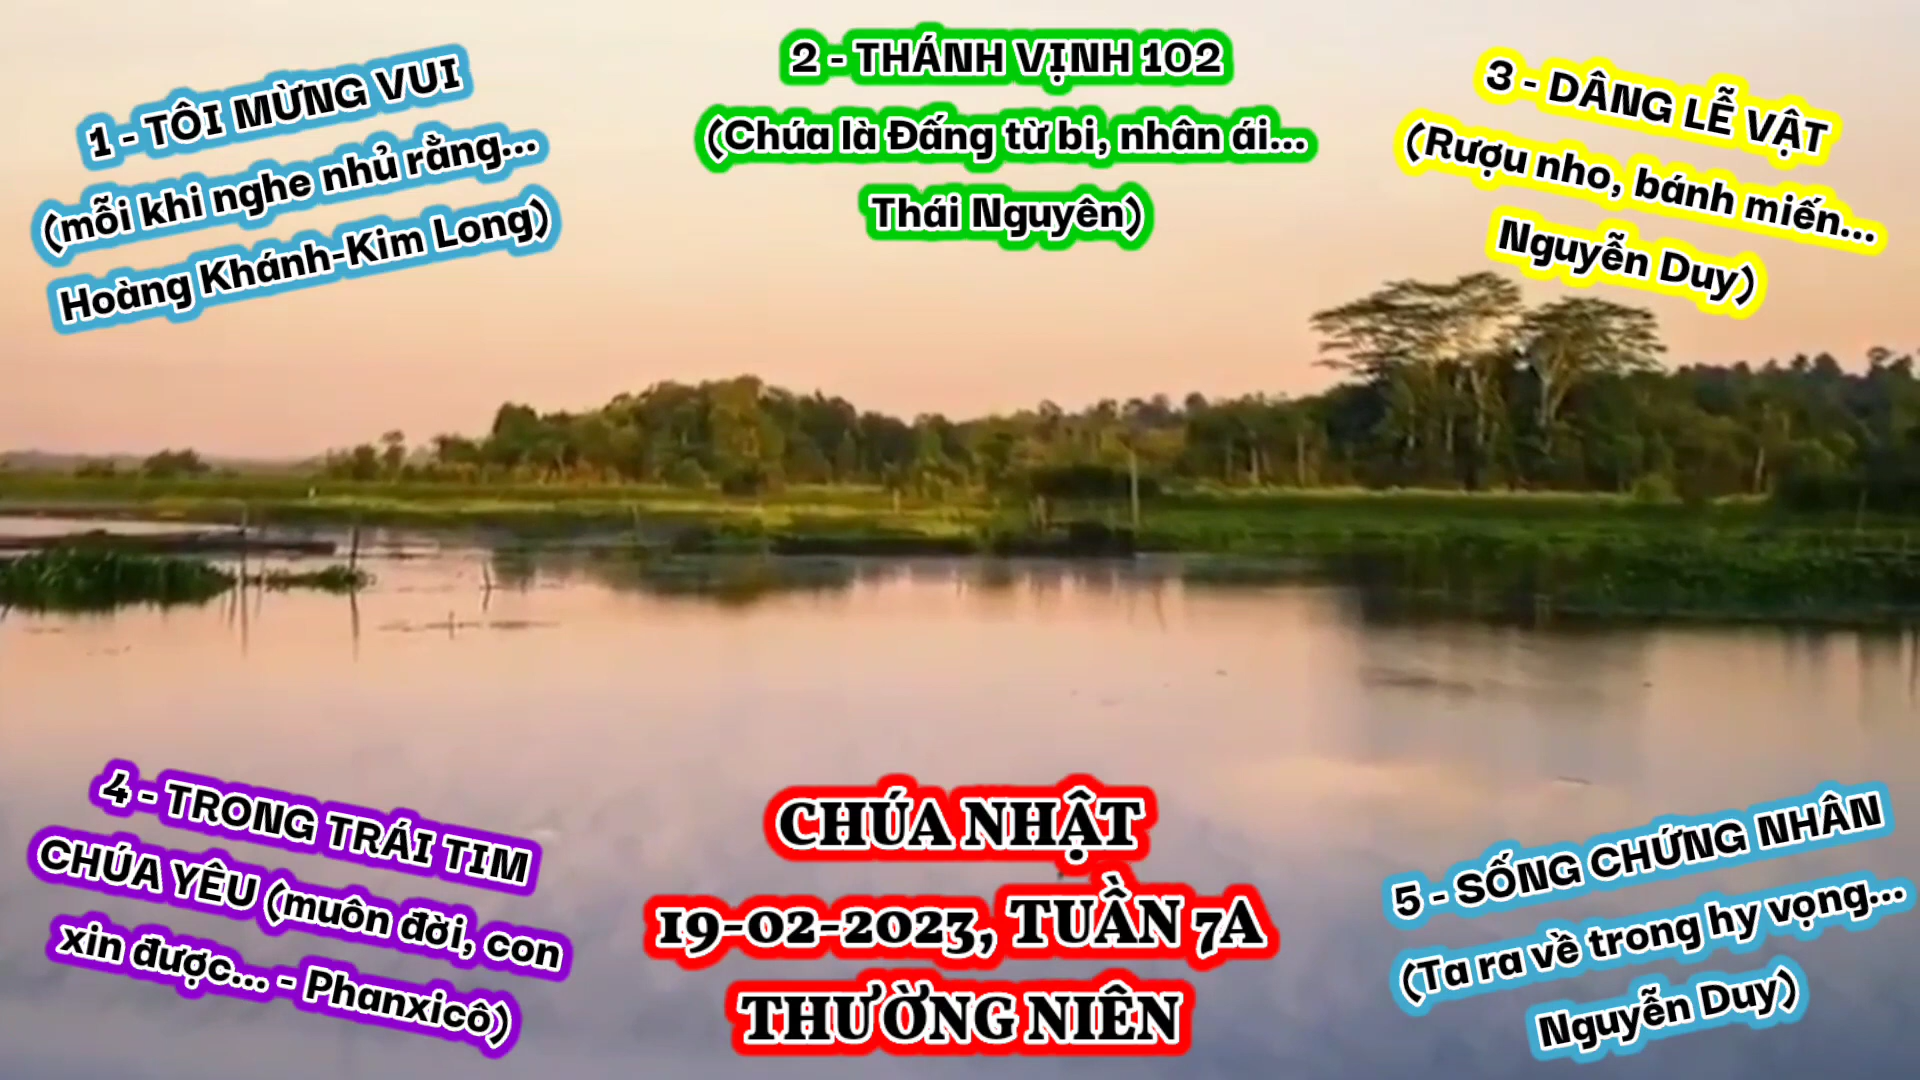 1 - TÔI MỪNG VUI
(mỗi khi nghe nhủ rằng...
Hoàng Khánh-Kim Long)
2 - THÁNH VỊNH 102
(Chúa là Đấng từ bi, nhân ái...
Thái Nguyên)
3 - DÂNG LỄ VẬT
(Rượu nho, bánh miến...
Nguyễn Duy)
4 - TRONG TRÁI TIM
CHÚA YÊU (muôn đời, con
xin được... - Phanxicô)
CHÚA NHẬT
19-02-2023, TUẦN 7A
THƯỜNG NIÊN
5 - SỐNG CHỨNG NHÂN
(Ta ra về trong hy vọng...
Nguyễn Duy)